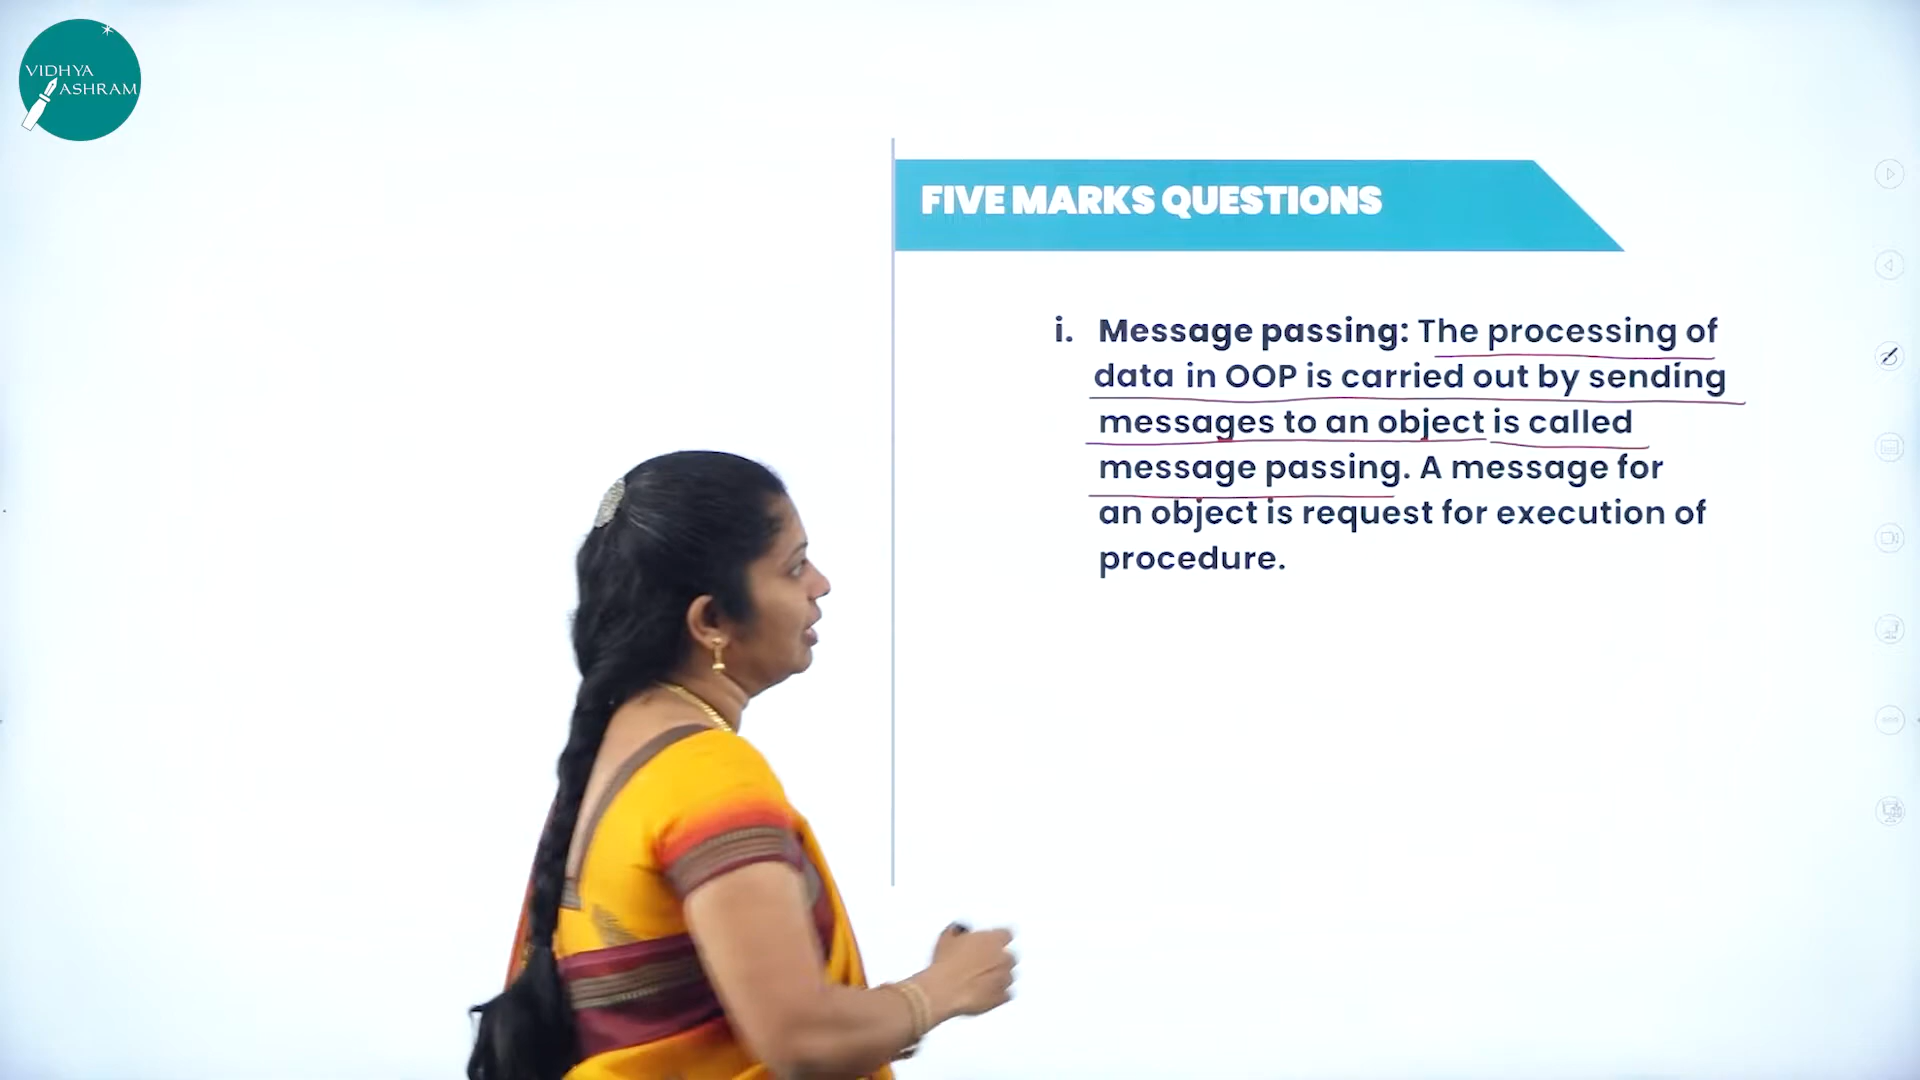 VIDHYA
ASHRAM
FIVE MARKS QUESTIONS
i. Message passing: The processing of
data in OOP is carried out by sending
messages to an object is called
message passing. A message for
an object is request for execution of
procedure.